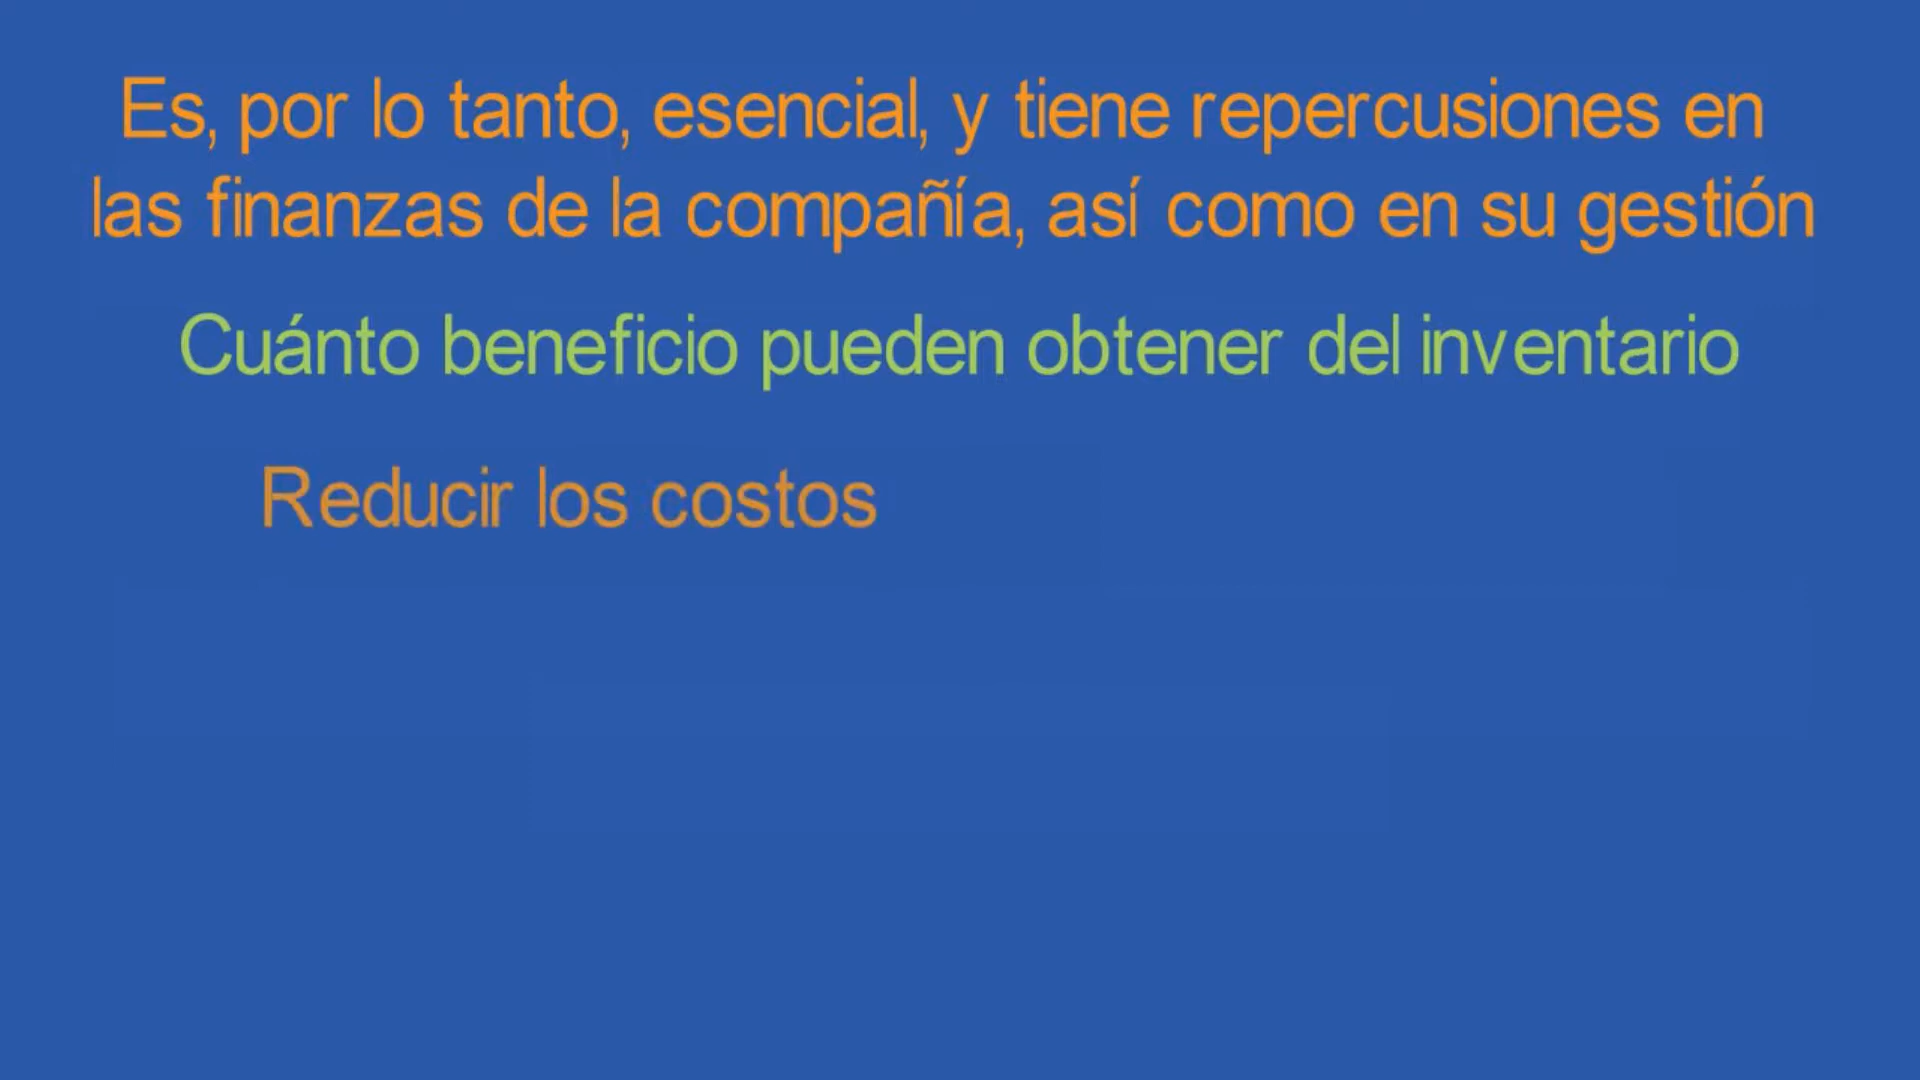 Es, por lo tanto, esencial, y tiene repercusiones en
las finanzas de la compañía, así como en su gestión
Cuánto beneficio pueden obtener del inventario
Reducir los costos